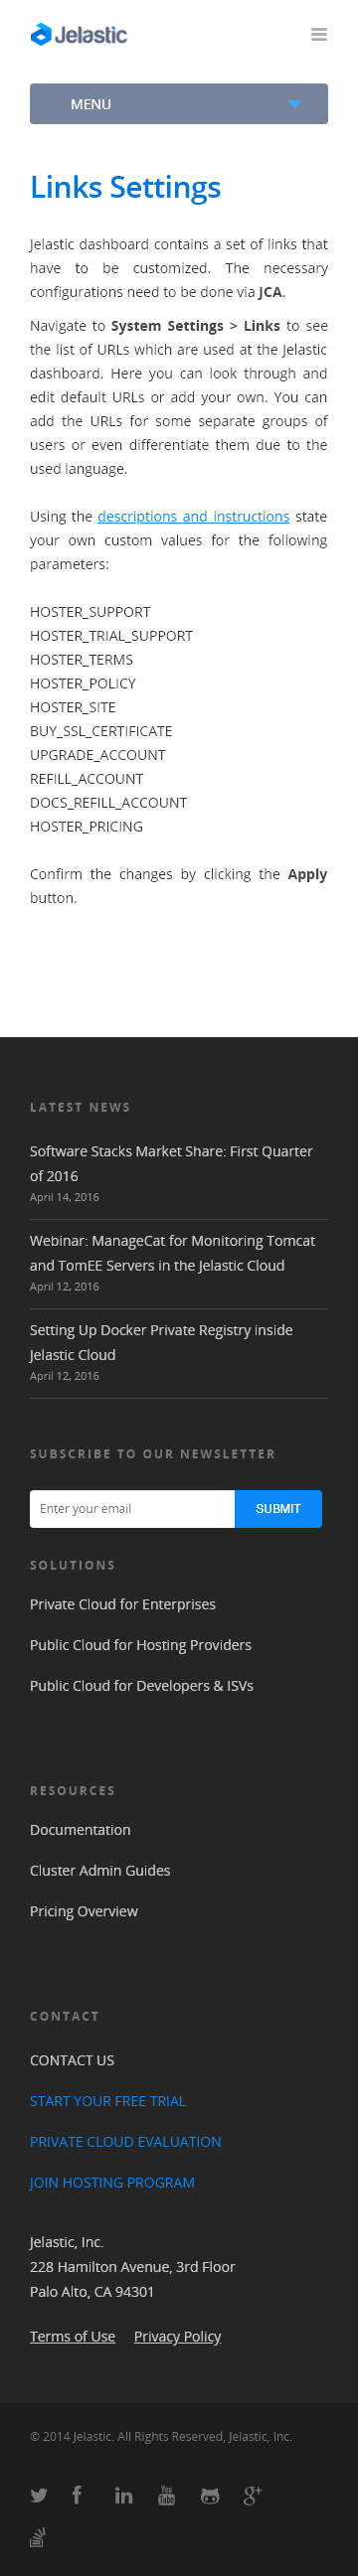 Jelastic
MENU
Links Settings
Jelastic dashboard contains a set of links that
have to be customized. The necessary
configurations need to be done via JCA.
Navigate to System Settings > Links to see
the list of URLs which are used at the Jelastic
dashboard. Here you can look through and
edit default URLs or add your own. You can
add the URLs for some separate groups of
users or even differentiate them due to the
used language.
Using the descriptions and instructions state
your own custom values for the following
parameters:
HOSTER_SUPPORT
HOSTER_TRIAL_SUPPORT
HOSTER_TERMS
HOSTER_POLICY
HOSTER_SITE
BUY_SSL_CERTIFICATE
UPGRADE_ACCOUNT
REFILL_ACCOUNT
DOCS_REFILL_ACCOUNT
HOSTER_PRICING
Confirm the changes by clicking the Apply
button.
LATEST NEWS
Software Stacks Market Share: First Quarter
of 2016
April 14, 2016
Webinar: ManageCat for Monitoring Tomcat
and TomEE Servers in the Jelastic Cloud
April 12, 2016
Setting Up Docker Private Registry inside
Jelastic Cloud
April 12, 2016
SUBSCRIBE TO OUR NEWSLETTER
Enter your email SUBMIT
SOLUTIONS
Private Cloud for Enterprises
Public Cloud for Hosting Providers
Public Cloud for Developers & ISVs
RESOURCES
Documentation
Cluster Admin Guides
Pricing Overview
CONTACT
CONTACT US
START YOUR FREE TRIAL
PRIVATE CLOUD EVALUATION
JOIN HOSTING PROGRAM
Jelastic, Inc.
228 Hamilton Avenue, 3rd Floor
Palo Alto, CA 94301
Terms of Use Privacy Policy
© 2014 Jelastic. All Rights Reserved, Jelastic, Inc.
You Tube